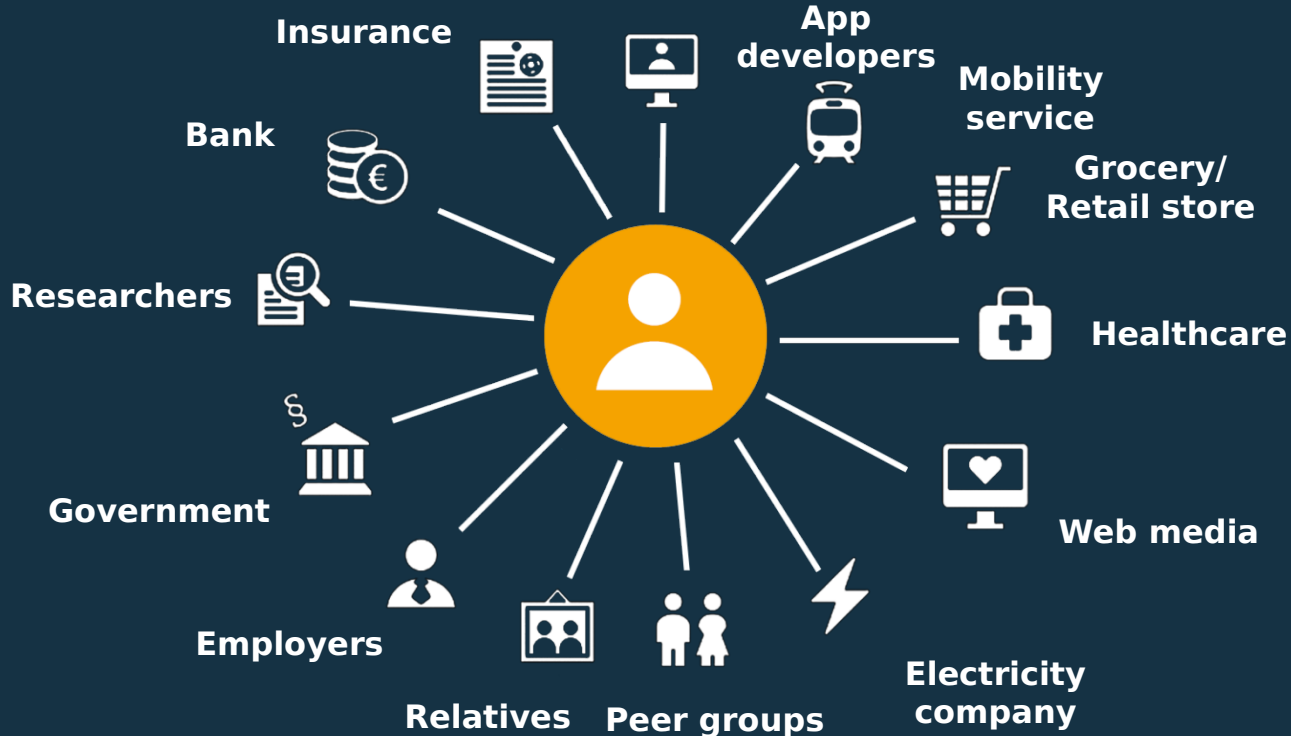 Insurance
App
developers
Mobility
service
Bank
€
Grocery/
Retail store
Researchers
Healthcare
§
Government
Web media
Employers
Electricity
company
Relatives
Peer groups